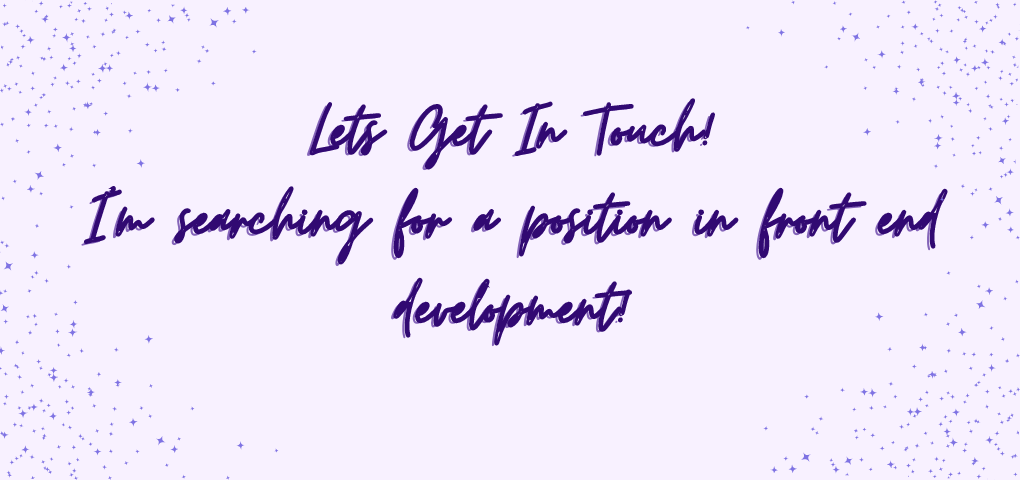 Lets Get In Touch!
I'm searching for a position in front end
development!